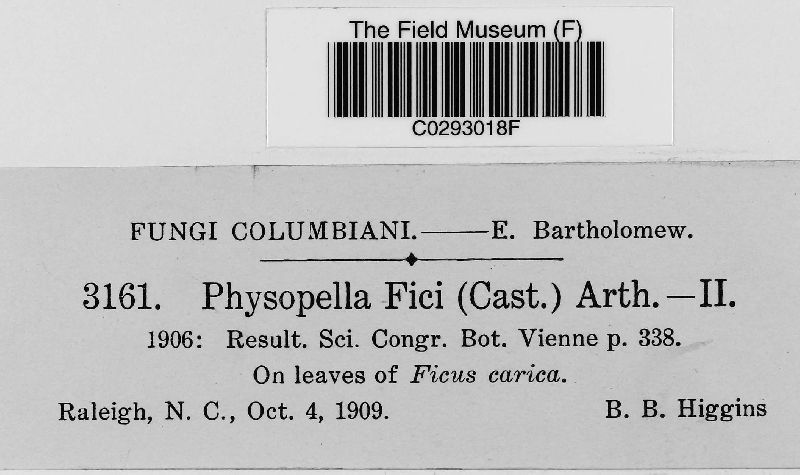 The Field Museum (F)
C0293018F
FUNGI COLUMBIANI.——E. Bartholomew.
3161. Physopella Fici (Cast.) Arth.—II.
1906: Result. Sci. Congr. Bot. Vienne p. 338.
On leaves of Ficus carica.
Raleigh, N. C., Oct. 4, 1909. B. B. Higgins